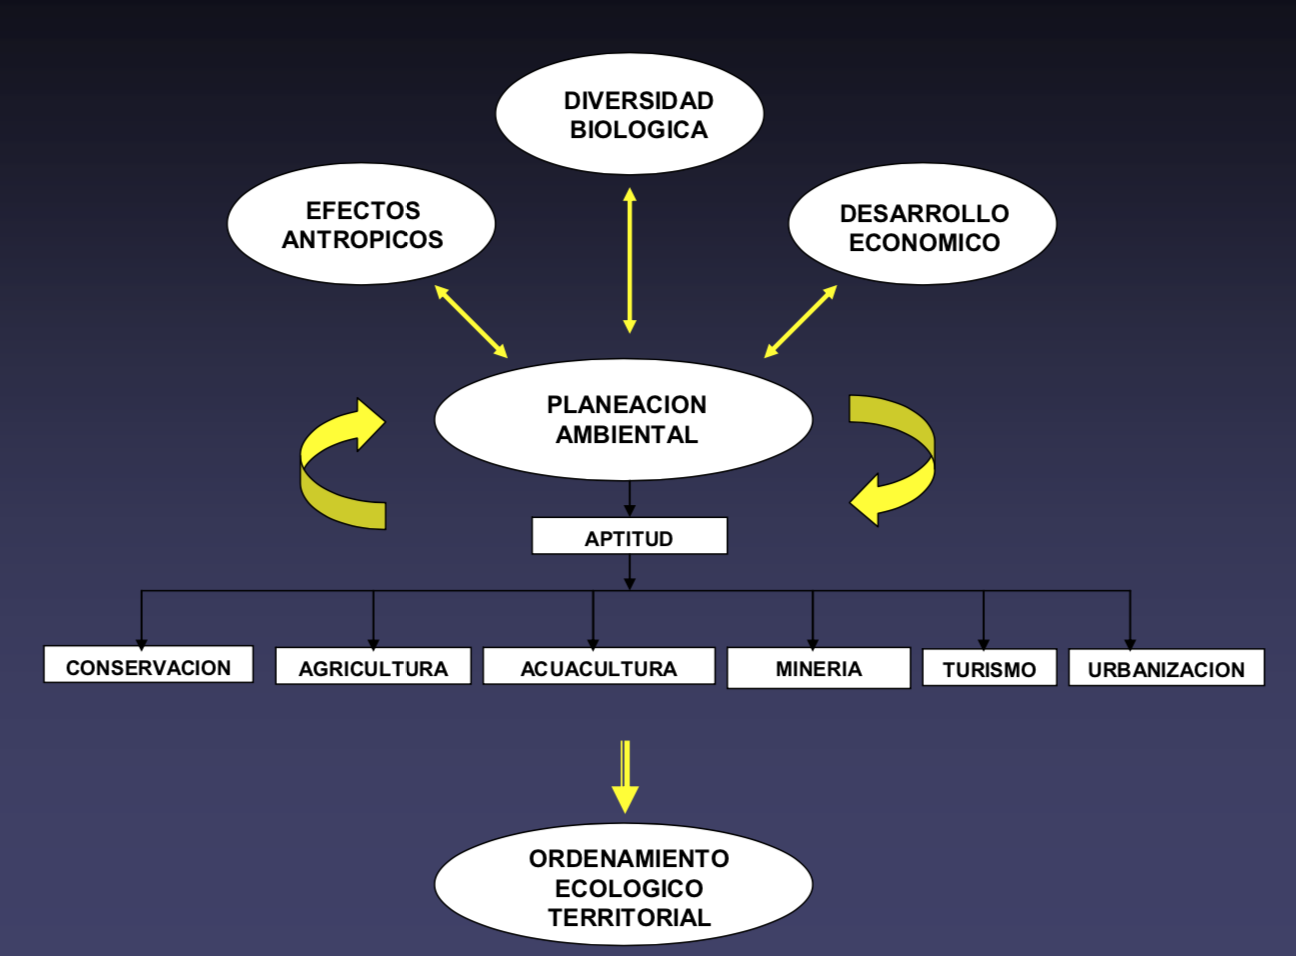 DIVERSIDAD
BIOLOGICA
EFECTOS
ANTROPICOS
DESARROLLO
ECONOMICO
PLANEACION
AMBIENTAL
APTITUD
CONSERVACION
AGRICULTURA
ACUACULTURA
MINERIA
TURISMO
URBANIZACION
ORDENAMIENTO
ECOLOGICO
TERRITORIAL